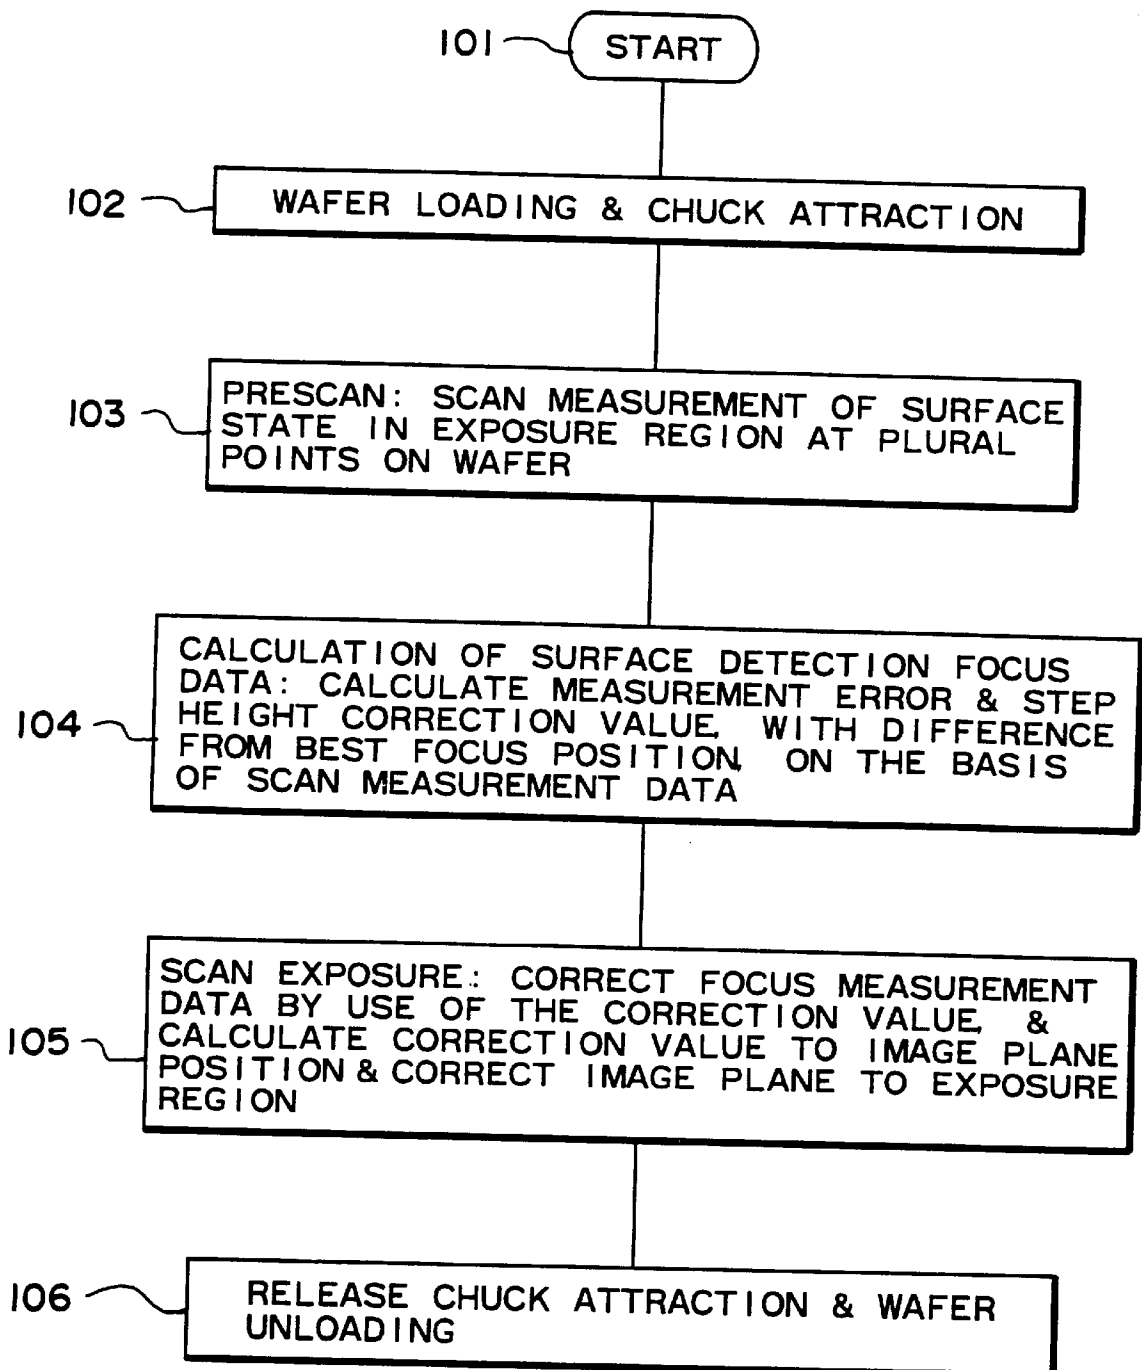 101
START
102
WAFER LOADING & CHUCK ATTRACTION
103
PRESCAN: SCAN MEASUREMENT OF SURFACE
STATE IN EXPOSURE REGION AT PLURAL
POINTS ON WAFER
104
CALCULATION OF SURFACE DETECTION FOCUS
DATA: CALCULATE MEASUREMENT ERROR & STEP
HEIGHT CORRECTION VALUE, WITH DIFFERENCE
FROM BEST FOCUS POSITION, ON THE BASIS
OF SCAN MEASUREMENT DATA
105
SCAN EXPOSURE: CORRECT FOCUS MEASUREMENT
DATA BY USE OF THE CORRECTION VALUE, &
CALCULATE CORRECTION VALUE TO IMAGE PLANE
POSITION & CORRECT IMAGE PLANE TO EXPOSURE
REGION
106
RELEASE CHUCK ATTRACTION & WAFER
UNLOADING